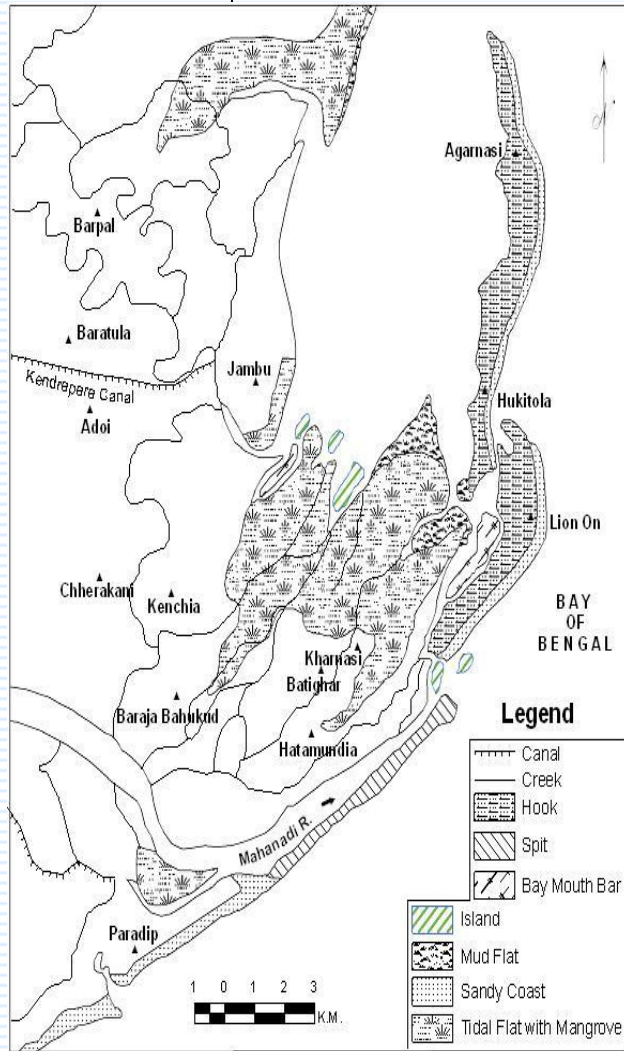 Agarnasi
Barpal
Baratula
Kendrepare Canal
Jambu
Adoi
Hukitola
Lion On
Chherakani
Kenchia
BAY
OF
BENGAL
Kharnasi
Batighar
Baraja Bahukud
Hatamundia
Mahanadi R.
Paradip
1 0 1 2 3
K.M.
Legend
Canal
Creek
Hook
Spit
Bay Mouth Bar
Island
Mud Flat
Sandy Coast
Tidal Flat with Mangrove